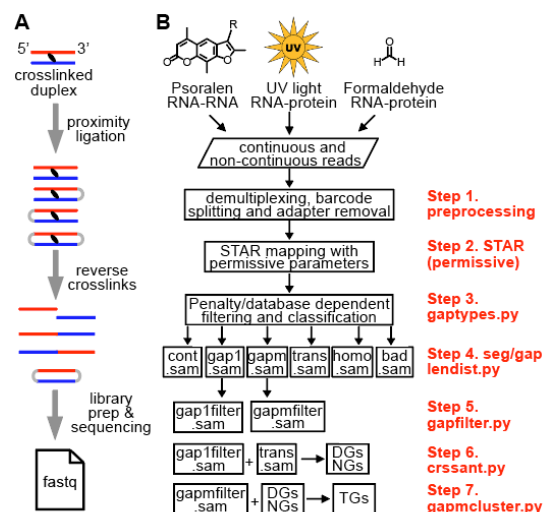 A
5' 3'
crosslinked
duplex
proximity
ligation
reverse
crosslinks
library
prep &
sequencing
fastq
B
R
O
O
O
UV
O
H
H
Psoralen
RNA-RNA
UV light
RNA-protein
Formaldehyde
RNA-protein
continuous and
non-continuous reads
demultiplexing, barcode
splitting and adapter removal
Step 1.
preprocessing
STAR mapping with
permissive parameters
Step 2. STAR
(permissive)
Penalty/database dependent
filtering and classification
Step 3.
gaptypes.py
cont
.sam
gap1
.sam
gapm
.sam
trans
.sam
homo
.sam
bad
.sam
Step 4. seg/gap
lendist.py
gap1filter
.sam
gapmfilter
.sam
Step 5.
gapfilter.py
gap1filter
.sam
+
trans
.sam
DGs
NGs
Step 6.
crssant.py
gapmfilter
.sam
+
DGs
NGs
TGs
Step 7.
gapmcluster.py